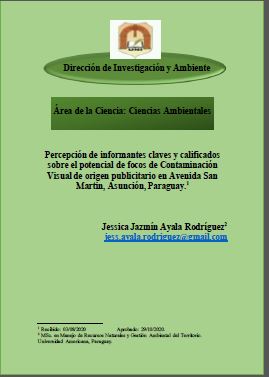 Dirección de Investigación y Ambiente
Área de la Ciencia: Ciencias Ambientales
Percepción de informantes claves y calificados
sobre el potencial de focos de Contaminación
Visual de origen publicitario en Avenida San
Martín, Asunción, Paraguay.¹
Jessica Jazmín Ayala Rodríguez²
jess.ayala.rodriguez@gmail.com
¹ Recibido: 03/08/2020 Aprobado: 29/10/2020.
² MSc. en Manejo de Recursos Naturales y Gestión Ambiental del Territorio.
Universidad Americana, Paraguay.